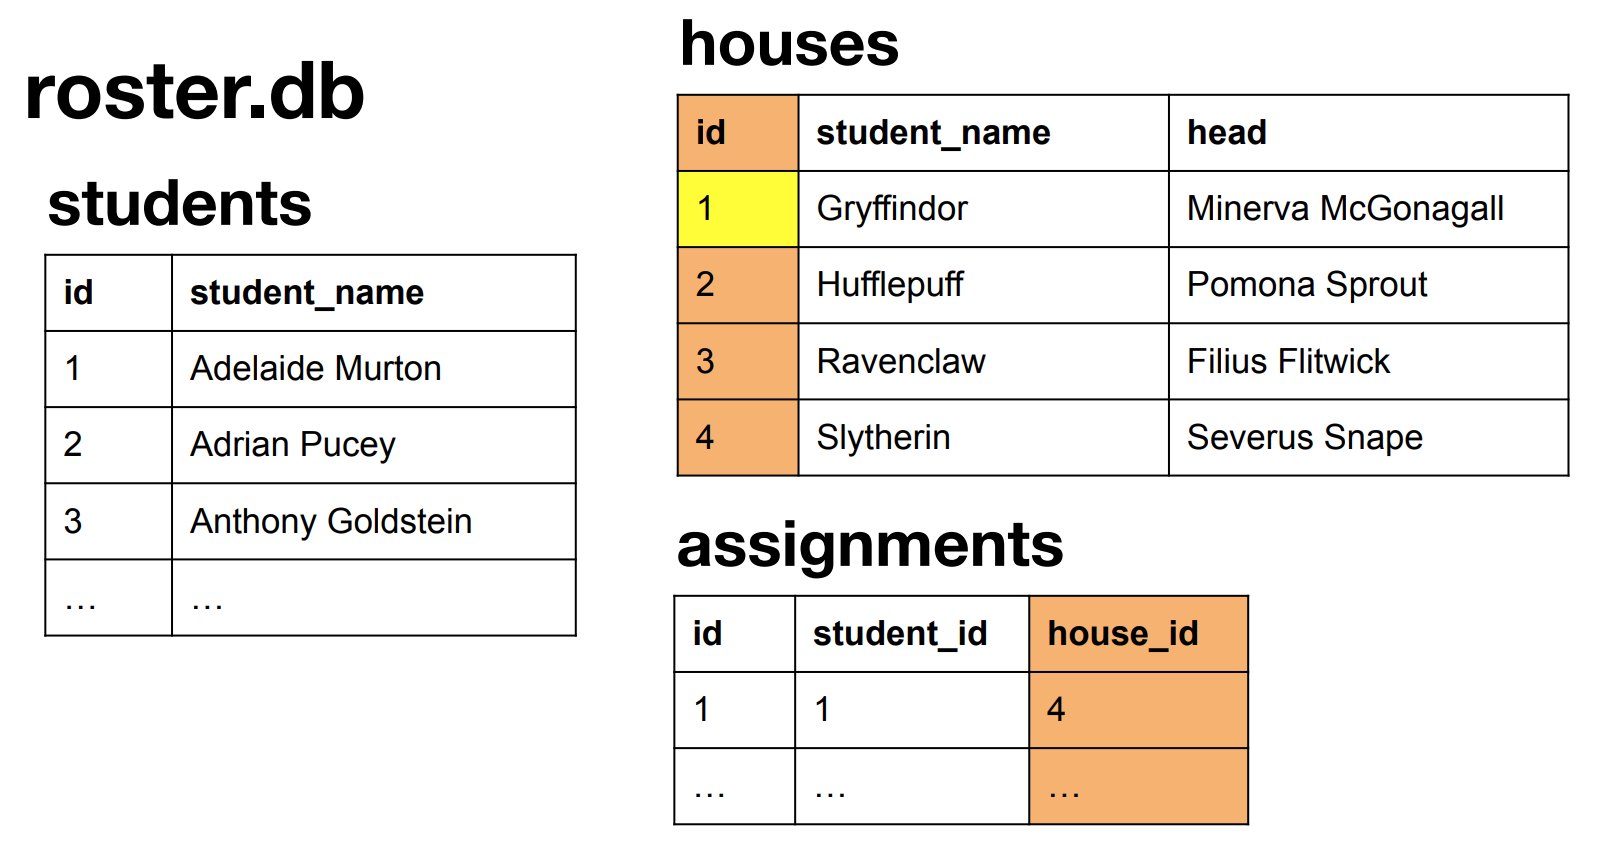 roster.db
students
id student_name
1 Adelaide Murton
2 Adrian Pucey
3 Anthony Goldstein
… …
houses
id student_name head
1 Gryffindor Minerva McGonagall
2 Hufflepuff Pomona Sprout
3 Ravenclaw Filius Flitwick
4 Slytherin Severus Snape
assignments
id student_id house_id
1 1 4
… … …